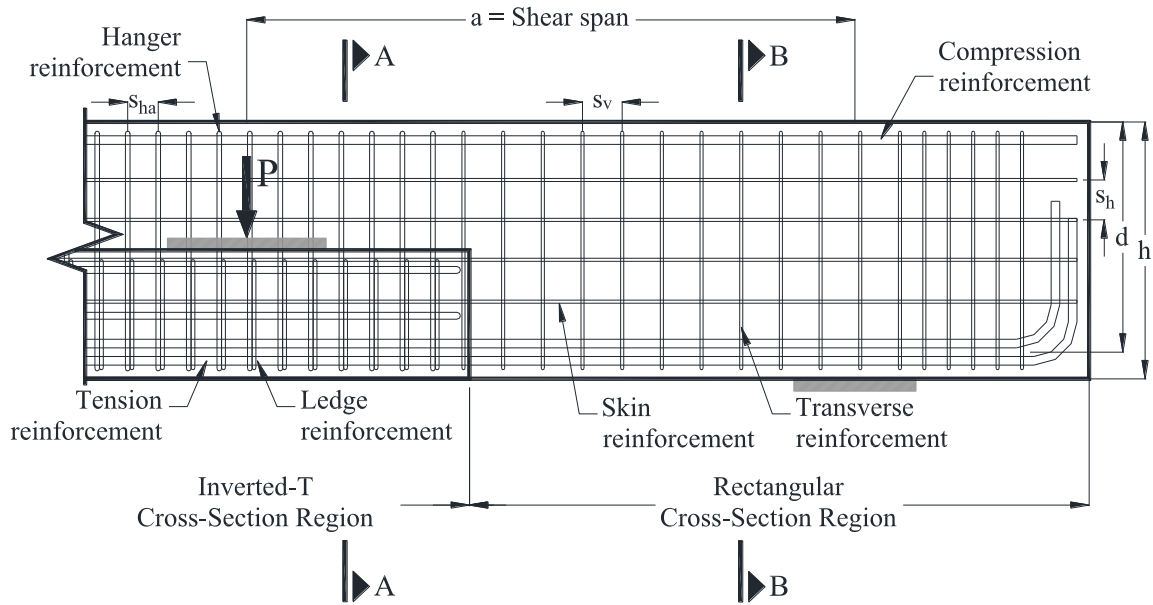 a = Shear span
Hanger
reinforcement
A
B
Compression
reinforcement
s_ha
s_v
P
s_h
d
h
Tension
reinforcement
Ledge
reinforcement
Skin
reinforcement
Transverse
reinforcement
Inverted-T
Cross-Section Region
Rectangular
Cross-Section Region
A
B